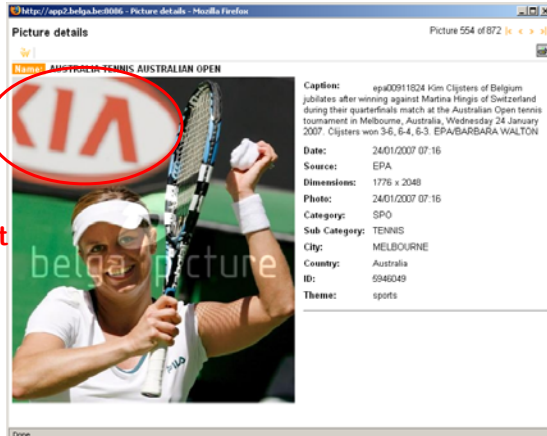 http://app2.belga.be:8086 - Picture details - Mozilla Firefox
Picture details
Picture 554 of 872 |< < > >|
Name: AUSTRALIA TENNIS AUSTRALIAN OPEN
Caption: epa00911824 Kim Clijsters of Belgium
jubilates after winning against Martina Hingis of Switzerland
during their quarterfinals match at the Australian Open tennis
tournament in Melbourne, Australia, Wednesday 24 January
2007. Clijsters won 3-6, 6-4, 6-3. EPA/BARBARA WALTON
Date: 24/01/2007 07:16
Source: EPA
Dimensions: 1776 x 2048
Photo: 24/01/2007 07:16
Category: SPO
Sub Category: TENNIS
City: MELBOURNE
Country: Australia
ID: 5946049
Theme: sports
KIA
t
belga picture
FILA
Done